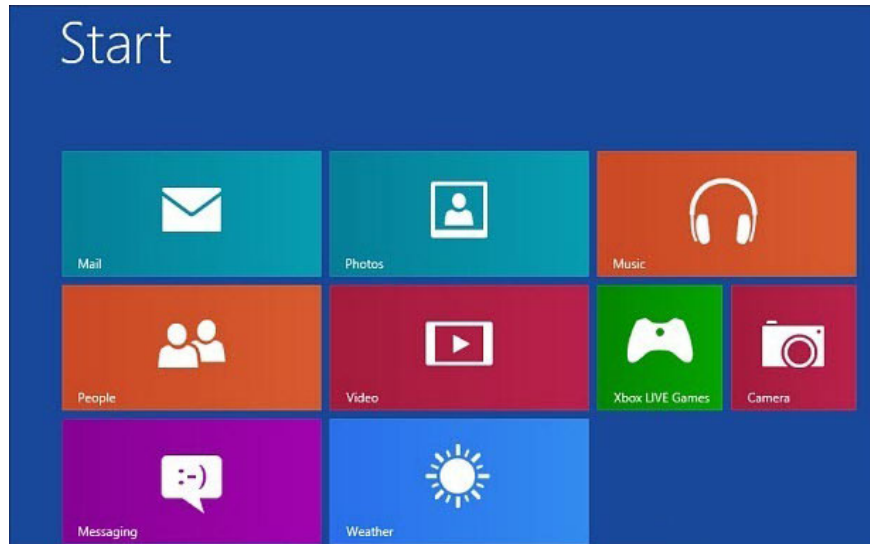 Start
Mail
Photos
Music
People
Video
Xbox LIVE Games
Camera
:-)
Messaging
Weather